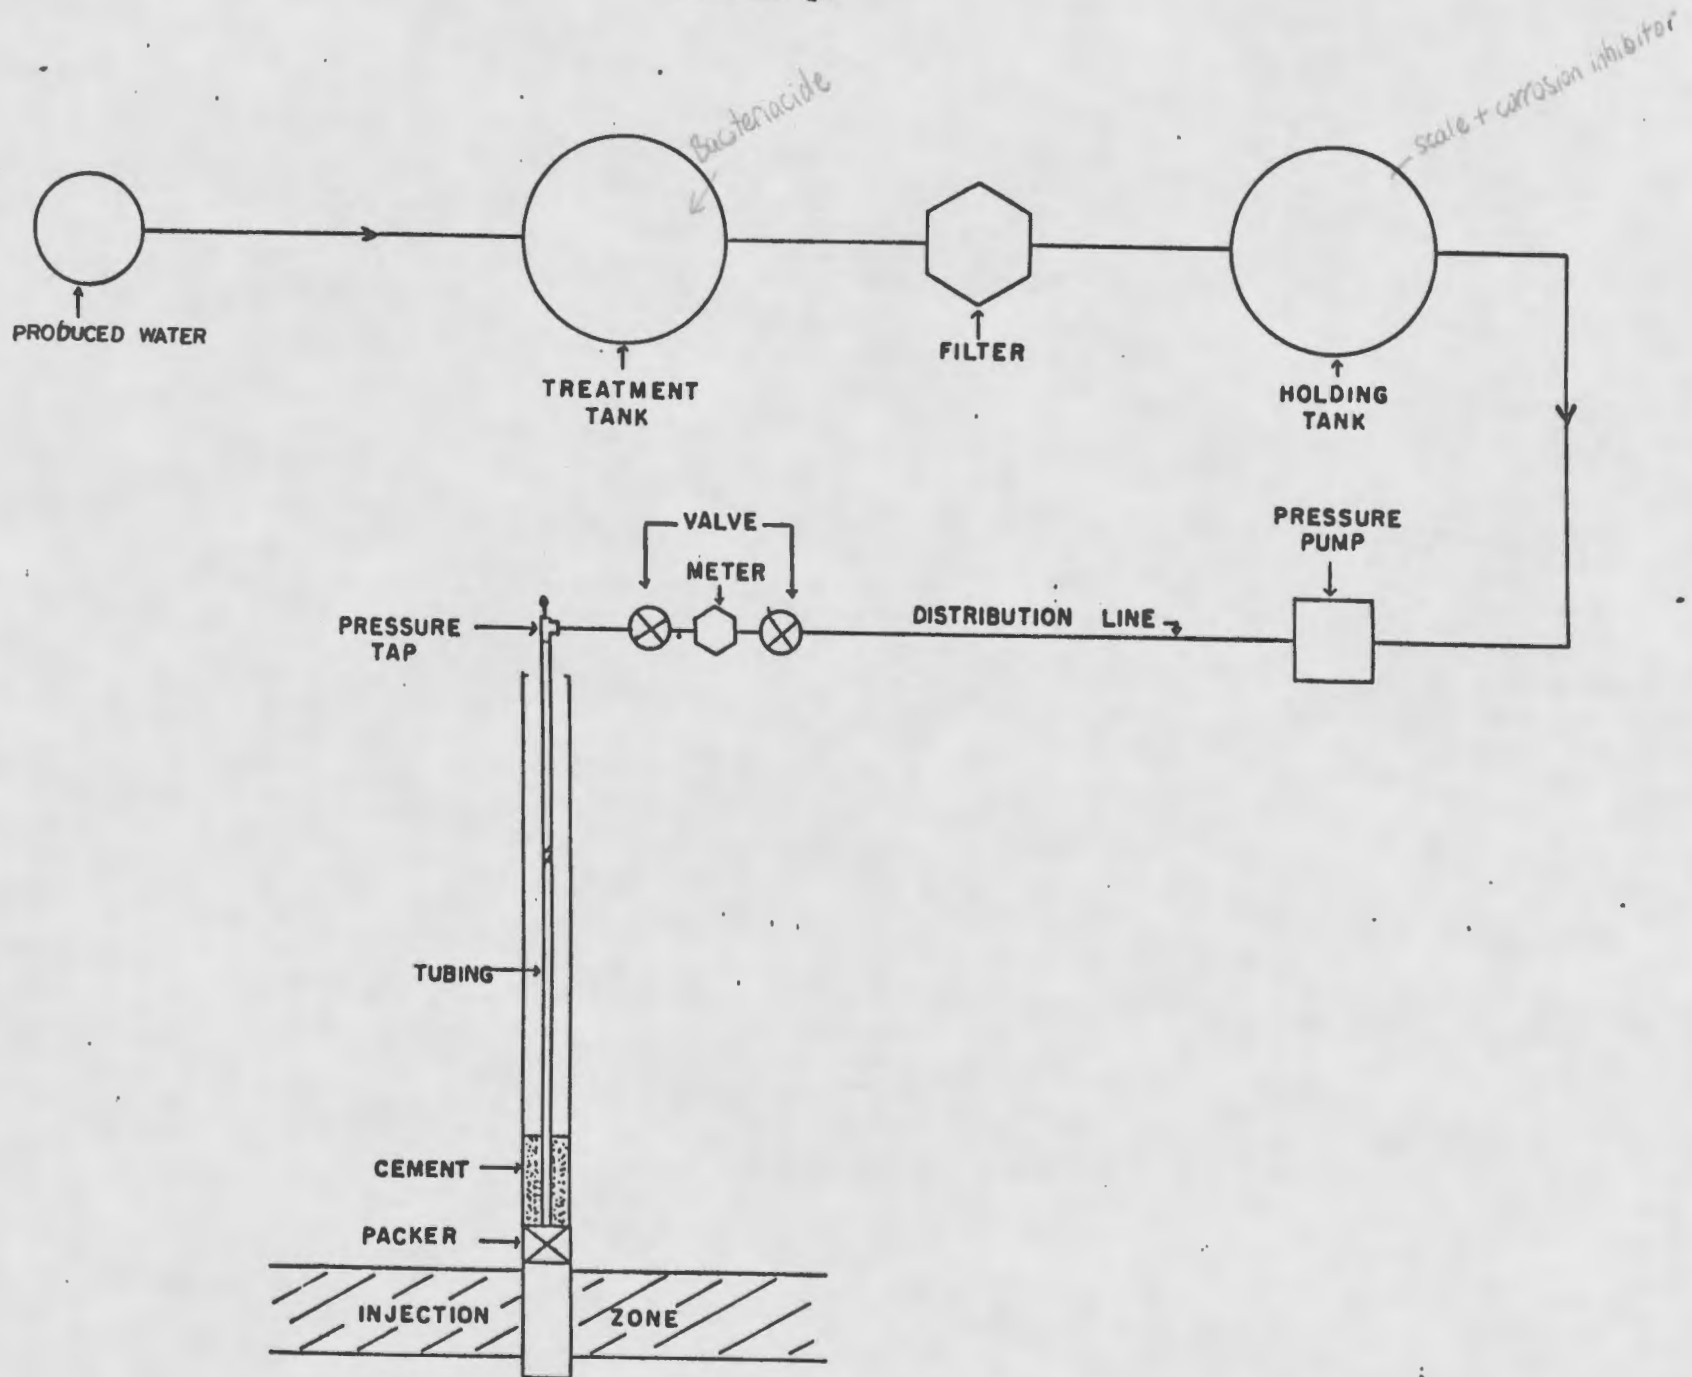 Bacteriacide
scale + corrosion inhibitor
PRODUCED WATER
TREATMENT
TANK
FILTER
HOLDING
TANK
PRESSURE
PUMP
VALVE
METER
DISTRIBUTION LINE
PRESSURE
TAP
TUBING
CEMENT
PACKER
INJECTION ZONE